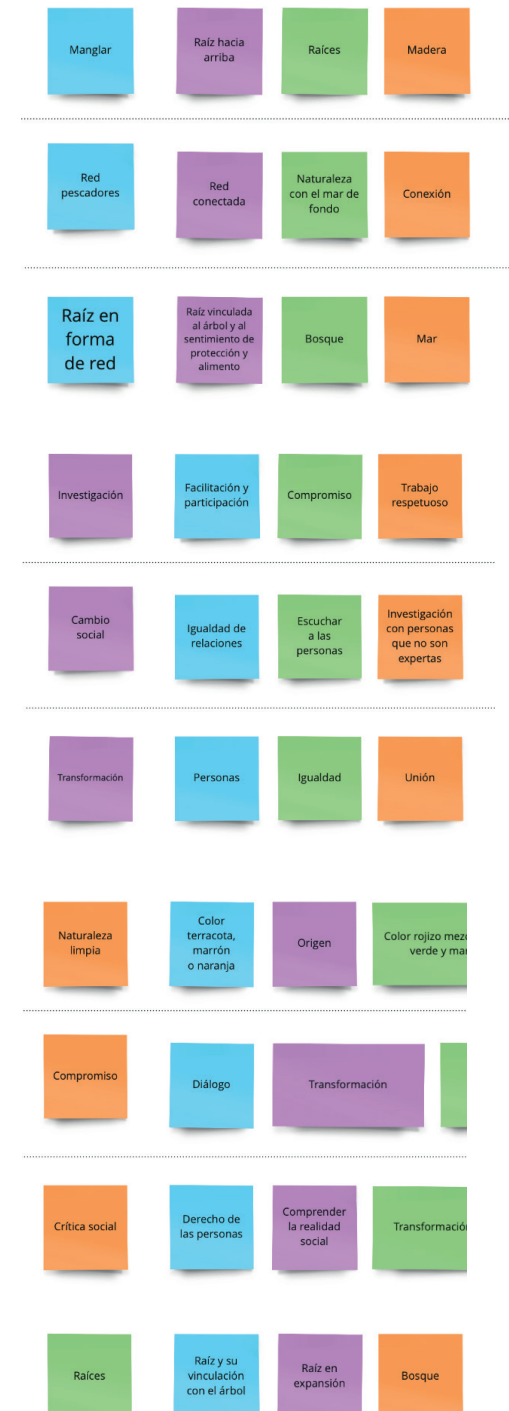 Manglar
Raíz hacia
arriba
Raíces
Madera
Red
pescadores
Red
conectada
Naturaleza
con el mar de
fondo
Conexión
Raíz en
forma
de red
Raíz vinculada
al árbol y al
sentimiento de
protección y
alimento
Bosque
Mar
Investigación
Facilitación y
participación
Compromiso
Trabajo
respetuoso
Cambio
social
Igualdad de
relaciones
Escuchar
a las
personas
Investigación
con personas
que no son
expertas
Transformación
Personas
Igualdad
Unión
Naturaleza
limpia
Color
terracota,
marrón
o naranja
Origen
Color rojizo
verde y
Compromiso
Diálogo
Transformación
Crítica social
Derecho de
las personas
Comprender
la realidad
social
Raíces
Raíz y su
vinculación
con el árbol
Raíz en
expansión
Bosque